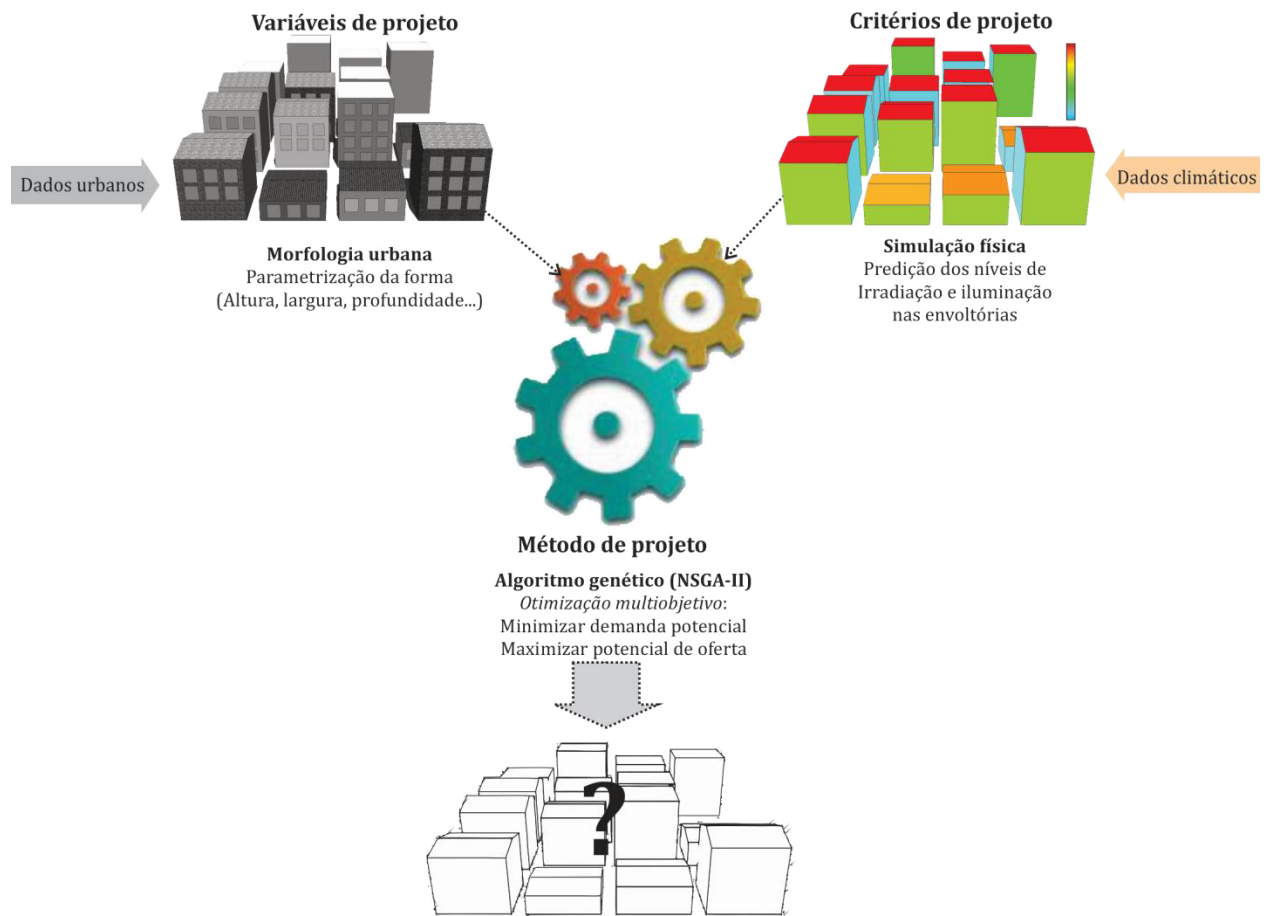 Variáveis de projeto
Critérios de projeto
Dados urbanos
Dados climáticos
Morfologia urbana
Parametrização da forma
(Altura, largura, profundidade...)
Simulação física
Predição dos níveis de
Irradiação e iluminação
nas envoltórias
Método de projeto
Algoritmo genético (NSGA-II)
Otimização multiobjetivo:
Minimizar demanda potencial
Maximizar potencial de oferta
?